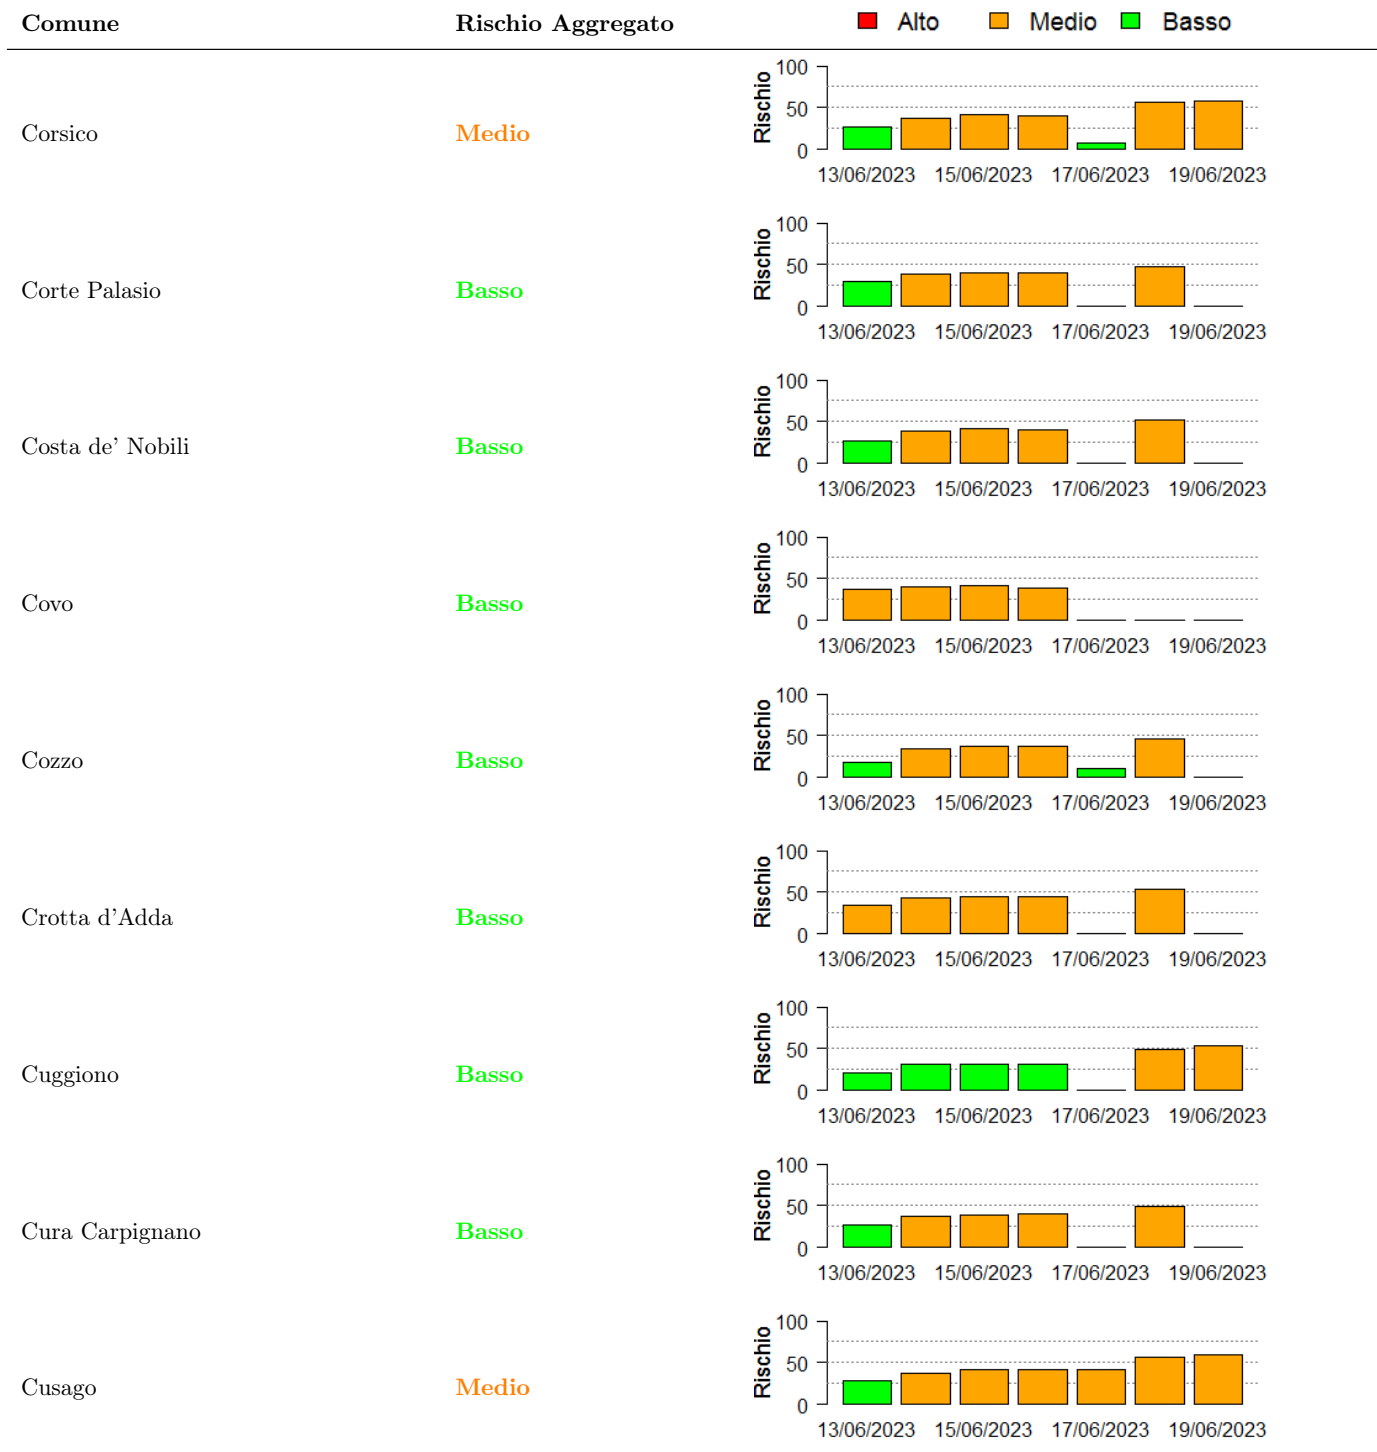 Comune Rischio Aggregato Alto Medio Basso
100
50
0
Rischio
Corsico Medio
13/06/2023 15/06/2023 17/06/2023 19/06/2023
100
50
0
Rischio
Corte Palasio Basso
13/06/2023 15/06/2023 17/06/2023 19/06/2023
100
50
0
Rischio
Costa de’ Nobili Basso
13/06/2023 15/06/2023 17/06/2023 19/06/2023
100
50
0
Rischio
Covo Basso
13/06/2023 15/06/2023 17/06/2023 19/06/2023
100
50
0
Rischio
Cozzo Basso
13/06/2023 15/06/2023 17/06/2023 19/06/2023
100
50
0
Rischio
Crotta d’Adda Basso
13/06/2023 15/06/2023 17/06/2023 19/06/2023
100
50
0
Rischio
Cuggiono Basso
13/06/2023 15/06/2023 17/06/2023 19/06/2023
100
50
0
Rischio
Cura Carpignano Basso
13/06/2023 15/06/2023 17/06/2023 19/06/2023
100
50
0
Rischio
Cusago Medio
13/06/2023 15/06/2023 17/06/2023 19/06/2023